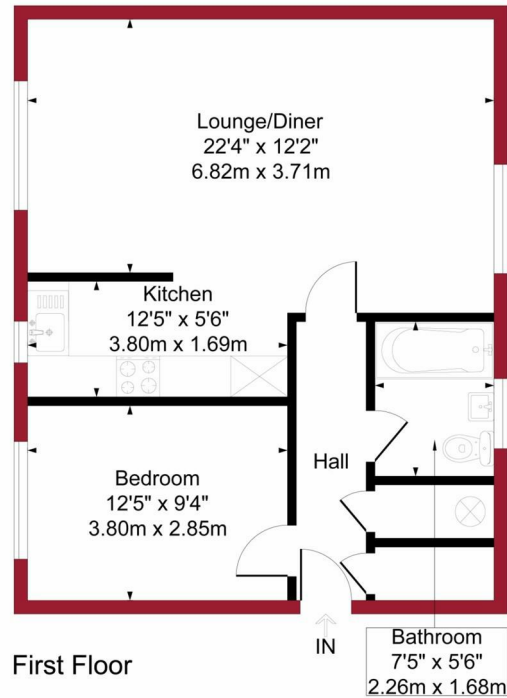 Lounge/Diner
22'4" x 12'2"
6.82m x 3.71m
Kitchen
12'5" x 5'6"
3.80m x 1.69m
Hall
Bedroom
12'5" x 9'4"
3.80m x 2.85m
IN
Bathroom
7'5" x 5'6"
2.26m x 1.68m
First Floor